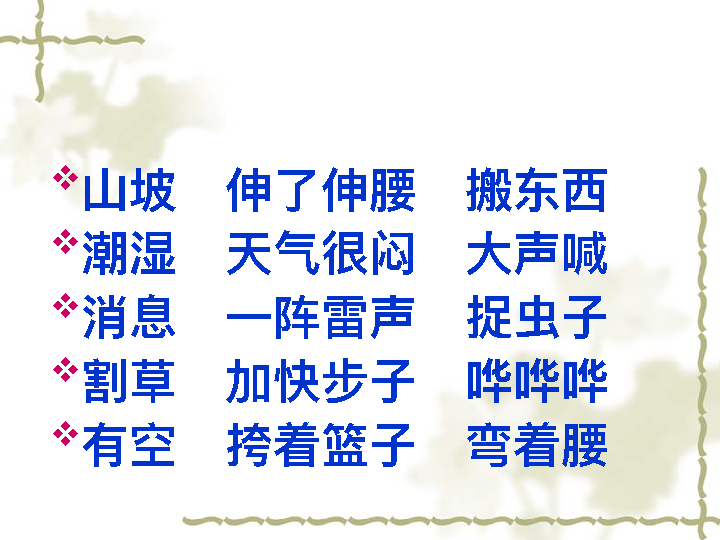 山坡 伸了伸腰 搬东西
潮湿 天气很闷 大声喊
消息 一阵雷声 捉虫子
割草 加快步子 哗哗哗
有空 挎着篮子 弯着腰